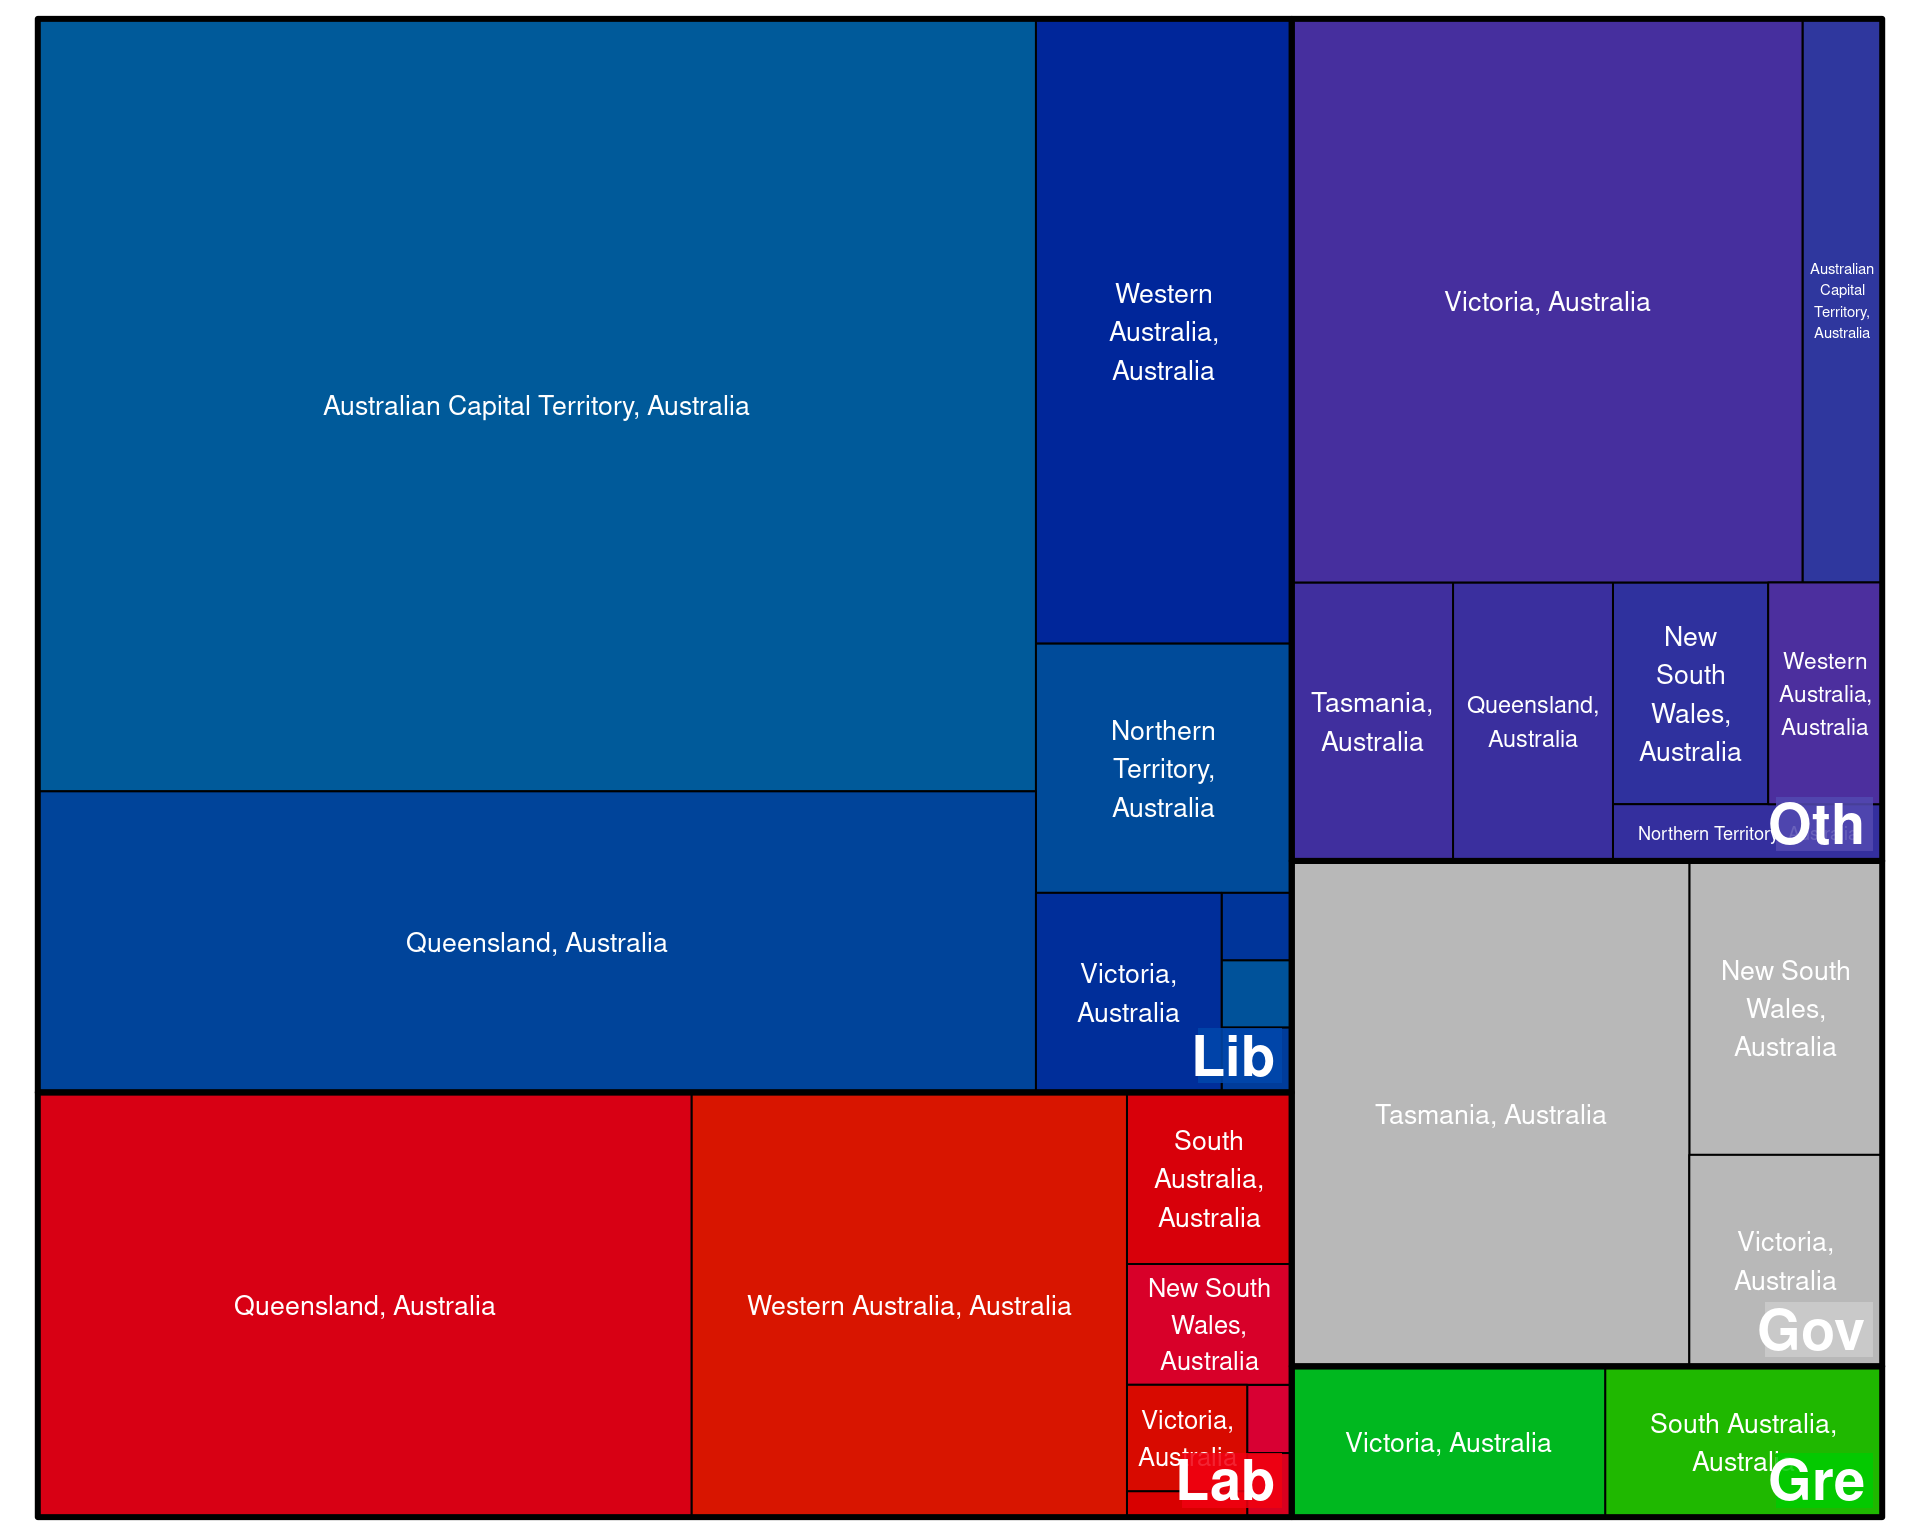 Australian Capital Territory, Australia
Western
Australia,
Australia
Northern
Territory,
Australia
Queensland, Australia
Victoria,
Australia
Lib
Victoria, Australia
Australian
Capital
Territory,
Australia
Tasmania,
Australia
Queensland,
Australia
New
South
Wales,
Australia
Western
Australia,
Australia
Northern Territory, Australia
Oth
Tasmania, Australia
New South
Wales,
Australia
Victoria,
Australia
Gov
Queensland, Australia
Western Australia, Australia
South
Australia,
Australia
New South
Wales,
Australia
Victoria,
Australia
Lab
Victoria, Australia
South Australia,
Australia
Gre